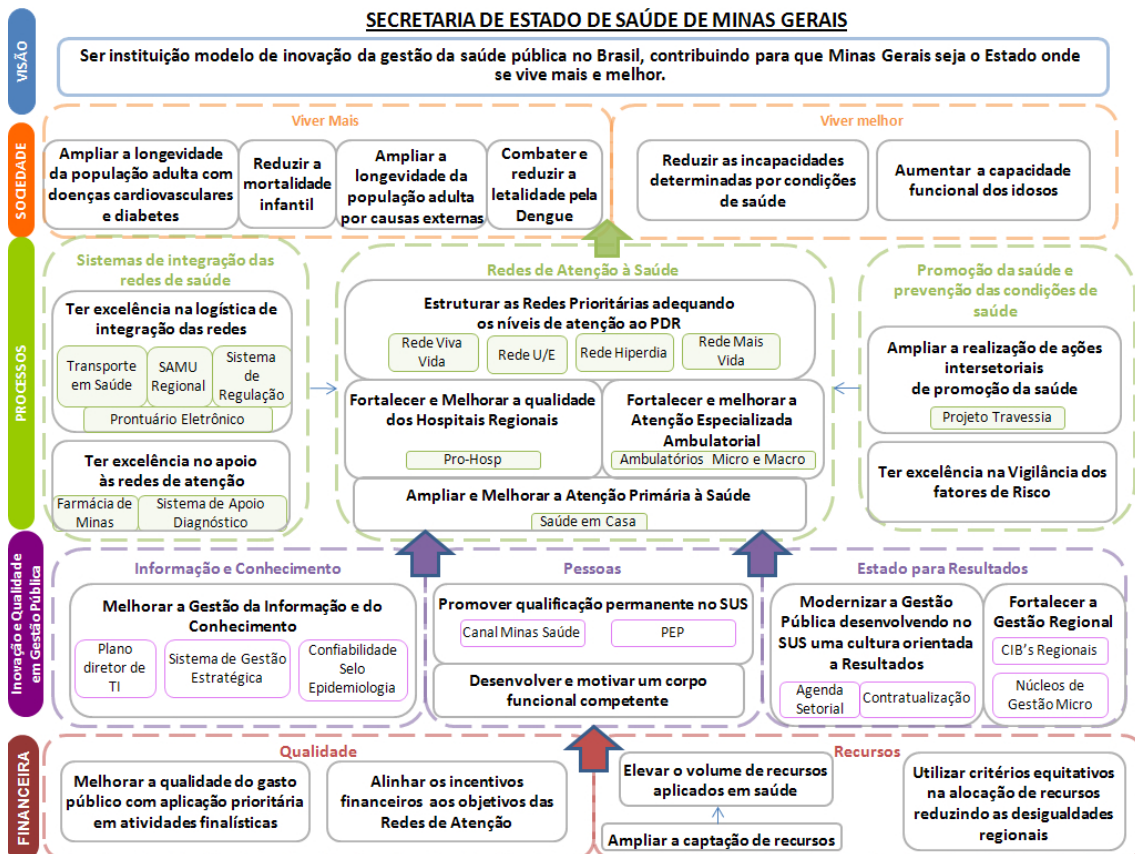 SECRETARIA DE ESTADO DE SAÚDE DE MINAS GERAIS
VISÃO
Ser instituição modelo de inovação da gestão da saúde pública no Brasil, contribuindo para que Minas Gerais seja o Estado onde
se vive mais e melhor.
SOCIEDADE
Viver Mais
Ampliar a longevidade
da população adulta com
doenças cardiovasculares
e diabetes
Reduzir a
mortalidade
infantil
Ampliar a
longevidade da
população adulta
por causas externas
Combater e
reduzir a
letalidade pela
Dengue
Viver melhor
Reduzir as incapacidades
determinadas por condições
de saúde
Aumentar a capacidade
funcional dos idosos
PROCESSOS
Sistemas de integração das
redes de saúde
Ter excelência na logística de
integração das redes
Transporte
em Saúde
SAMU
Regional
Sistema
de
Regulação
Prontuário Eletrônico
Ter excelência no apoio
às redes de atenção
Farmácia de
Minas
Sistema de Apoio
Diagnóstico
Redes de Atenção à Saúde
Estruturar as Redes Prioritárias adequando
os níveis de atenção ao PDR
Rede Viva
Vida
Rede U/E
Rede Hiperdia
Rede Mais
Vida
Fortalecer e Melhorar a qualidade
dos Hospitais Regionais
Pro-Hosp
Fortalecer e melhorar a
Atenção Especializada
Ambulatorial
Ambulatórios Micro e Macro
Ampliar e Melhorar a Atenção Primária à Saúde
Saúde em Casa
Promoção da saúde e
prevenção das condições de
saúde
Ampliar a realização de ações
intersetoriais
de promoção da saúde
Projeto Travessia
Ter excelência na Vigilância dos
fatores de Risco
Inovação e Qualidade
em Gestão Pública
Informação e Conhecimento
Melhorar a Gestão da Informação e do
Conhecimento
Plano
diretor de
TI
Sistema de Gestão
Estratégica
Confiabilidade
Selo
Epidemiologia
Pessoas
Promover qualificação permanente no SUS
Canal Minas Saúde
PEP
Desenvolver e motivar um corpo
funcional competente
Estado para Resultados
Modernizar a Gestão
Pública desenvolvendo no
SUS uma cultura orientada
a Resultados
Agenda
Setorial
Contratualização
Fortalecer a
Gestão Regional
CIB's Regionais
Núcleos de
Gestão Micro
FINANCEIRA
Qualidade
Melhorar a qualidade do gasto
público com aplicação prioritária
em atividades finalísticas
Alinhar os incentivos
financeiros aos objetivos das
Redes de Atenção
Recursos
Elevar o volume de recursos
aplicados em saúde
Ampliar a captação de recursos
Utilizar critérios equitativos
na alocação de recursos
reduzindo as desigualdades
regionais